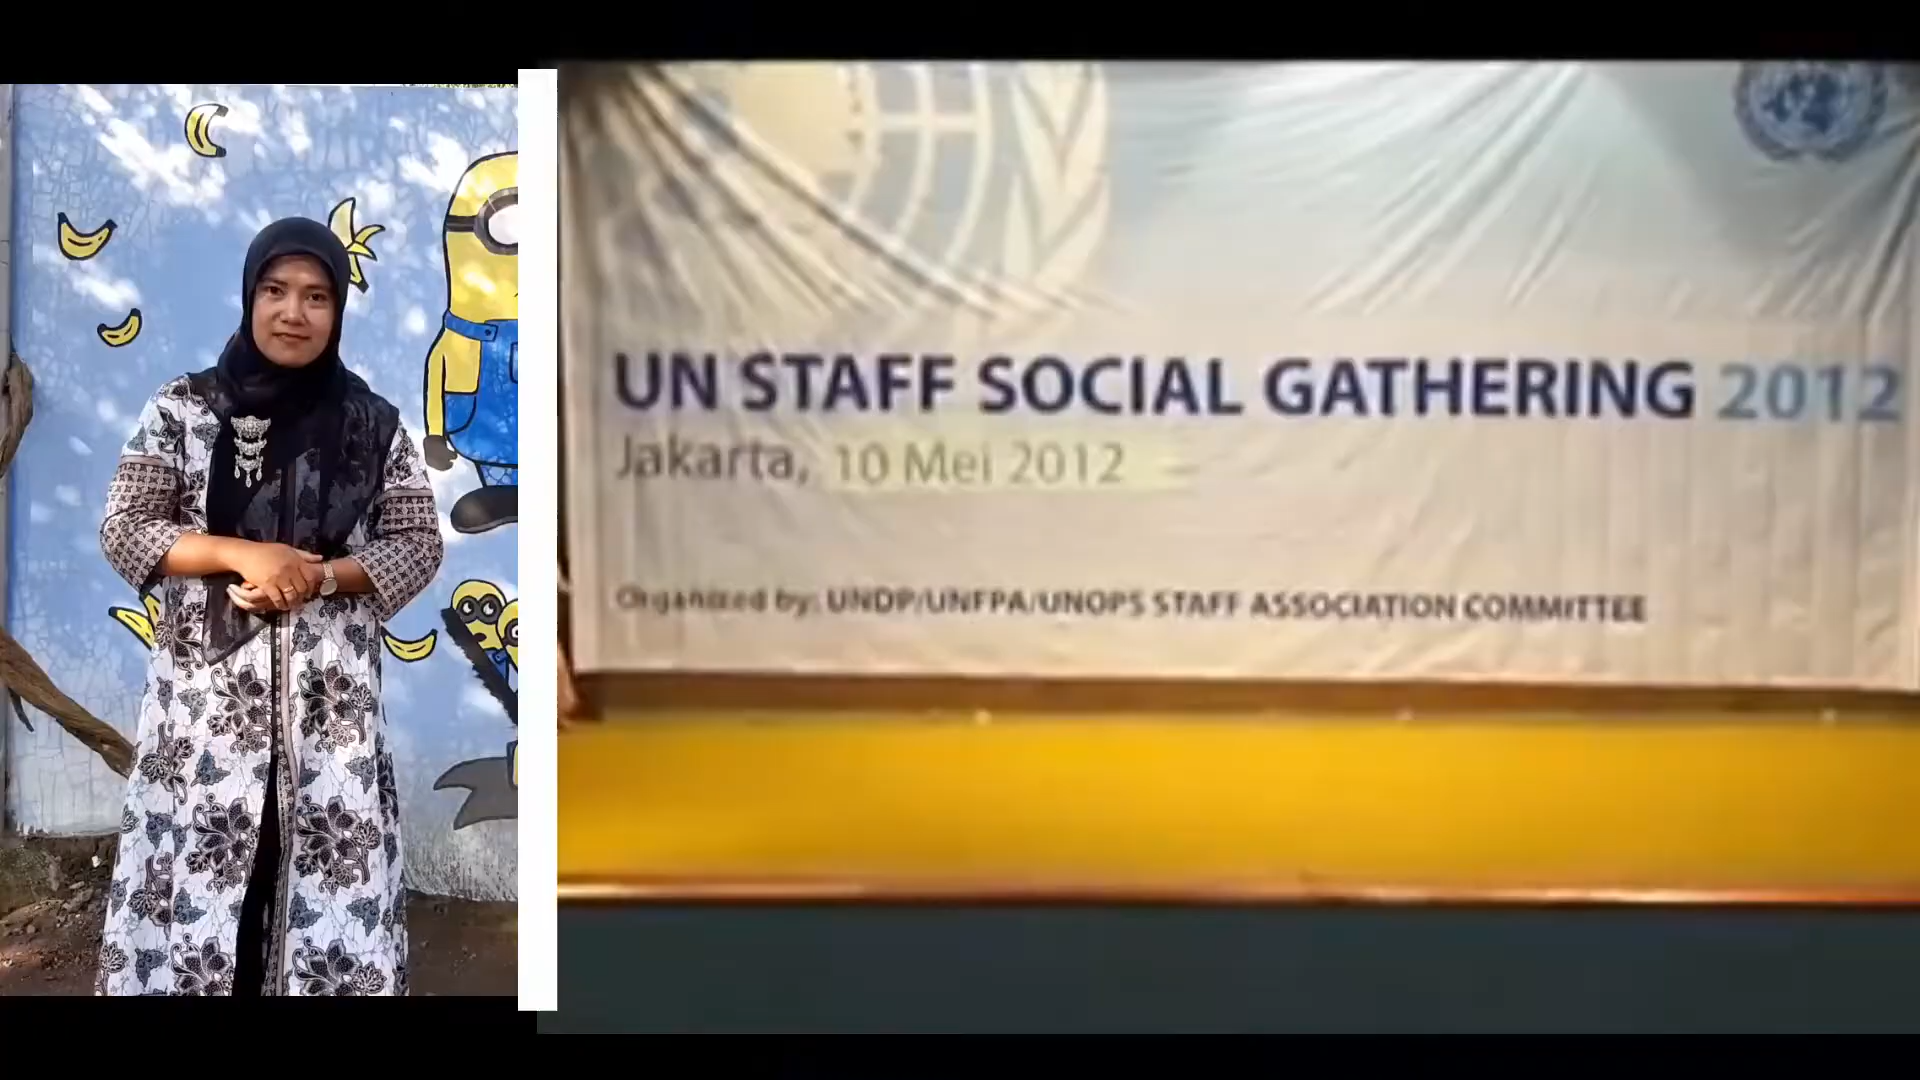 UN STAFF SOCIAL GATHERING 2012
Jakarta, 10 Mei 2012
Organized by: UNDP/UNFPA/UNOPS STAFF ASSOCIATION COMMITTEE